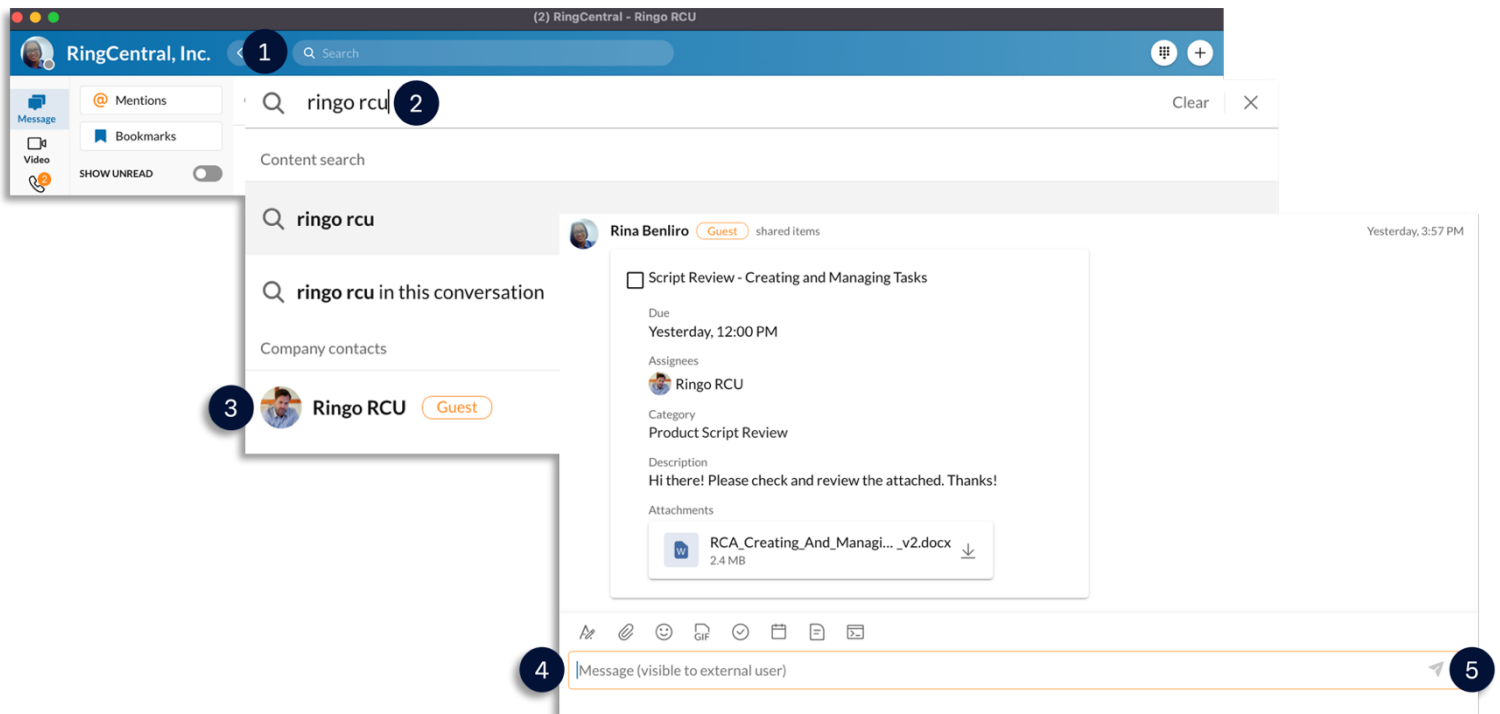 (2) RingCentral - Ringo RCU
RingCentral, Inc.
1
Search
Message
Mentions
Bookmarks
Video
SHOW UNREAD
2
ringo rcu
2
Clear
Content search
ringo rcu
ringo rcu in this conversation
Company contacts
3
Ringo RCU
Guest
Rina Benliro
Guest
shared items
Yesterday, 3:57 PM
Script Review - Creating and Managing Tasks
Due
Yesterday, 12:00 PM
Assignees
Ringo RCU
Category
Product Script Review
Description
Hi there! Please check and review the attached. Thanks!
Attachments
W
RCA_Creating_And_Managi... _v2.docx
2.4 MB
GIF
4
Message (visible to external user)
5